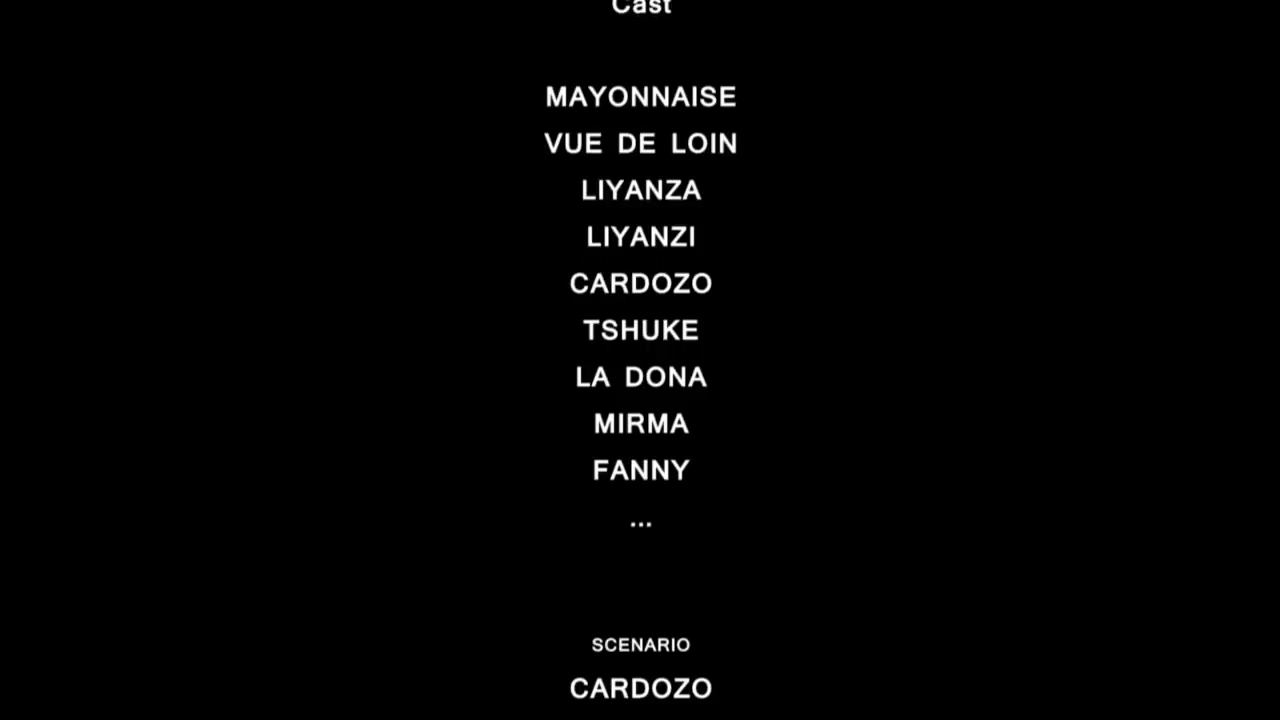 Cast
MAYONNAISE
VUE DE LOIN
LIYANZA
LIYANZI
CARDOZO
TSHUKE
LA DONA
MIRMA
FANNY
...
SCENARIO
CARDOZO